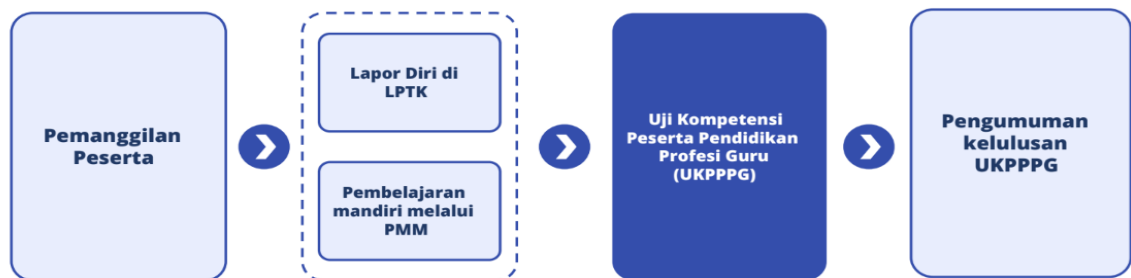 Pemanggilan
Peserta
Lapor Diri di
LPTK
Pembelajaran
mandiri melalui
PMM
Uji Kompetensi
Peserta Pendidikan
Profesi Guru
(UKPPPG)
Pengumuman
kelulusan
UKPPPG